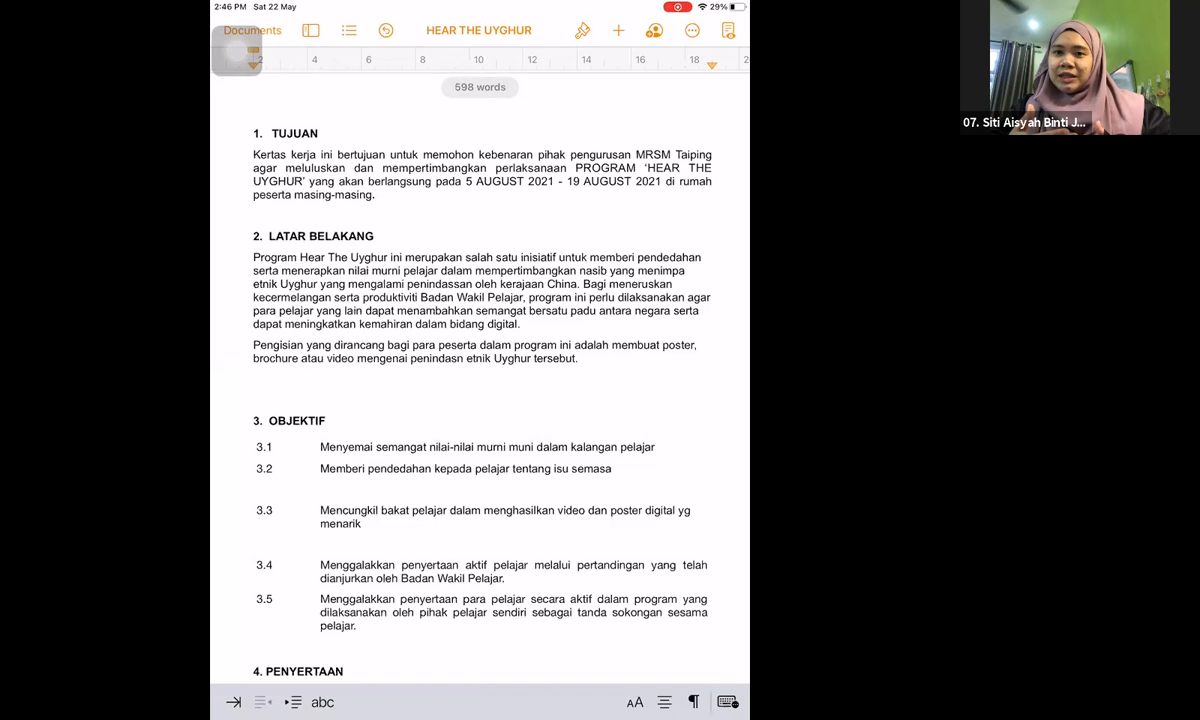 2:46 PM Sat 22 May
29%
Documents
HEAR THE UYGHUR
2 4 6 8 10 12 14 16 18 2
598 words
1. TUJUAN
Kertas kerja ini bertujuan untuk memohon kebenaran pihak pengurusan MRSM Taiping
agar meluluskan dan mempertimbangkan perlaksanaan PROGRAM ‘HEAR THE
UYGHUR’ yang akan berlangsung pada 5 AUGUST 2021 - 19 AUGUST 2021 di rumah
peserta masing-masing.
2. LATAR BELAKANG
Program Hear The Uyghur ini merupakan salah satu inisiatif untuk memberi pendedahan
serta menerapkan nilai murni pelajar dalam mempertimbangkan nasib yang menimpa
etnik Uyghur yang mengalami penindassan oleh kerajaan China. Bagi meneruskan
kecermelangan serta produktiviti Badan Wakil Pelajar, program ini perlu dilaksanakan agar
para pelajar yang lain dapat menambahkan semangat bersatu padu antara negara serta
dapat meningkatkan kemahiran dalam bidang digital.
Pengisian yang dirancang bagi para peserta dalam program ini adalah membuat poster,
brochure atau video mengenai penindasn etnik Uyghur tersebut.
3. OBJEKTIF
3.1 Menyemai semangat nilai-nilai murni muni dalam kalangan pelajar
3.2 Memberi pendedahan kepada pelajar tentang isu semasa
3.3 Mencungkil bakat pelajar dalam menghasilkan video dan poster digital yg
menarik
3.4 Menggalakkan penyertaan aktif pelajar melalui pertandingan yang telah
dianjurkan oleh Badan Wakil Pelajar.
3.5 Menggalakkan penyertaan para pelajar secara aktif dalam program yang
dilaksanakan oleh pihak pelajar sendiri sebagai tanda sokongan sesama
pelajar.
4. PENYERTAAN
abc
AA
07. Siti Aisyah Binti J...